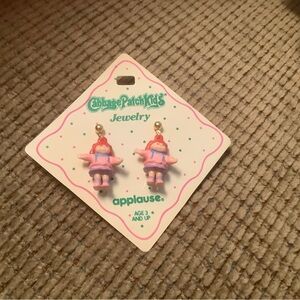 Cabbage Patch Kids
Jewelry
applause®
AGE 3
AND UP